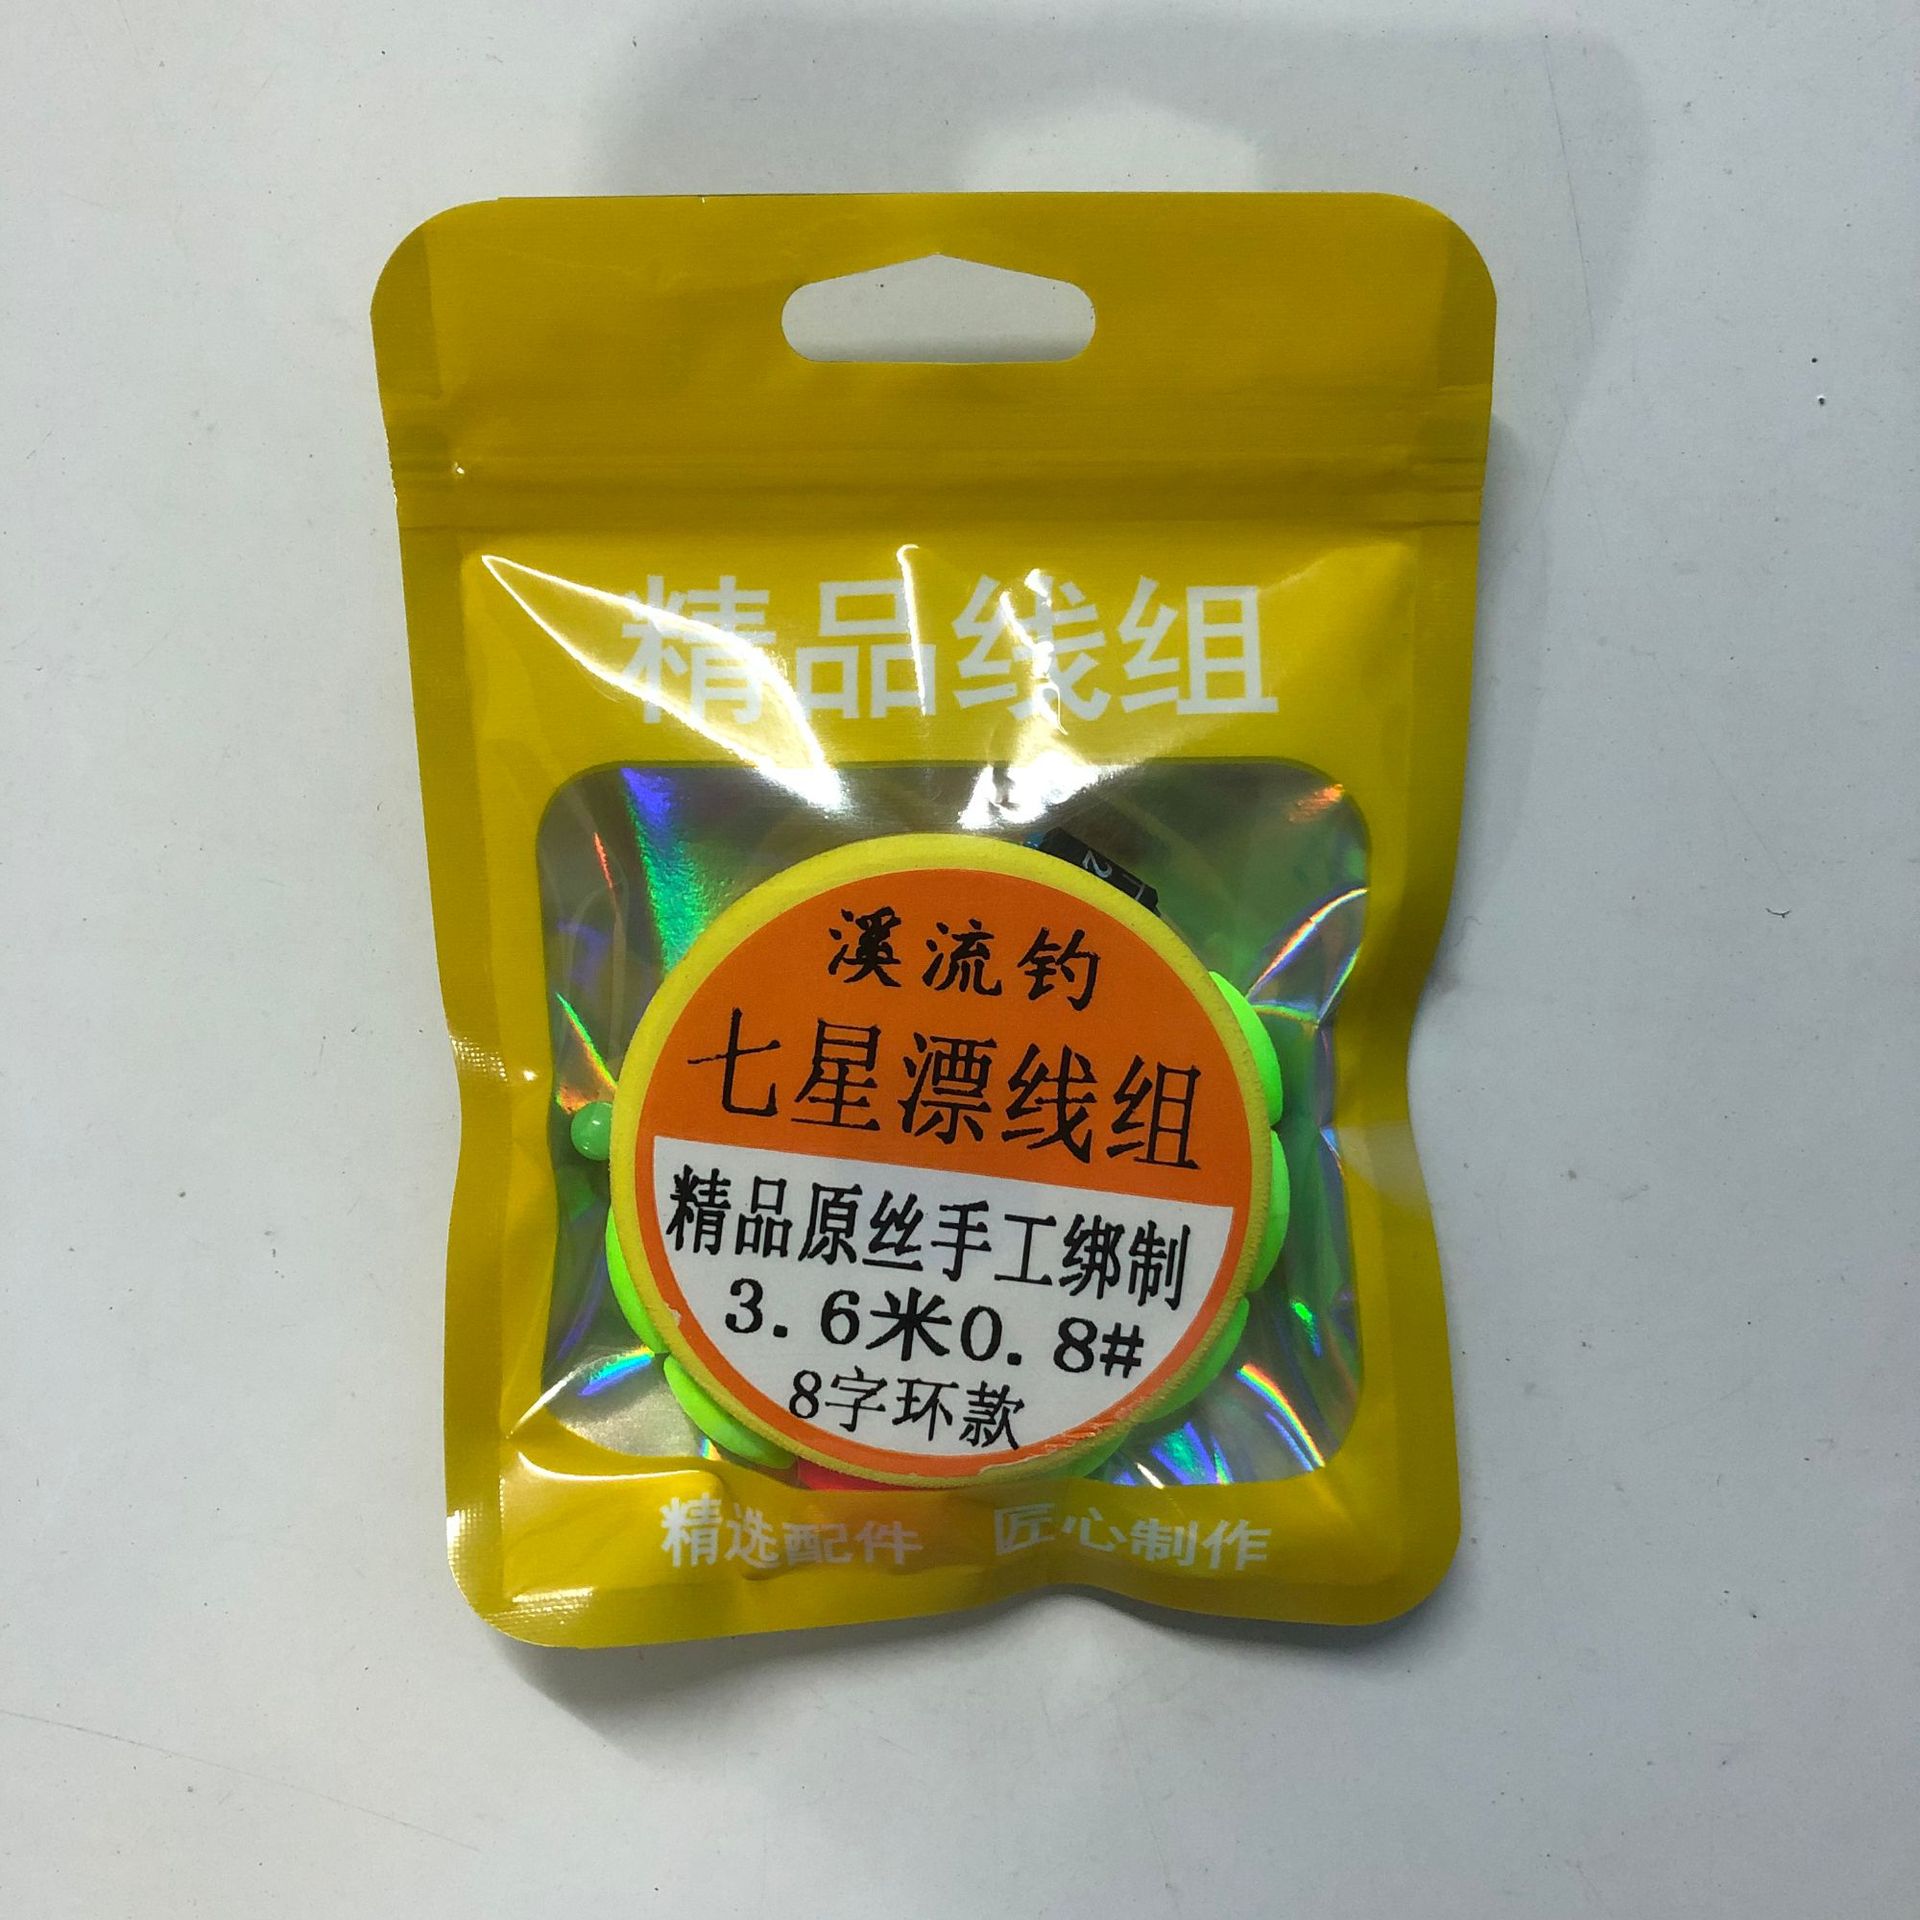 精品线组
2
溪流钓
七星漂线组
精品原丝手工绑制
3.6米0.8#
8字环款
精选配件 匠心制作